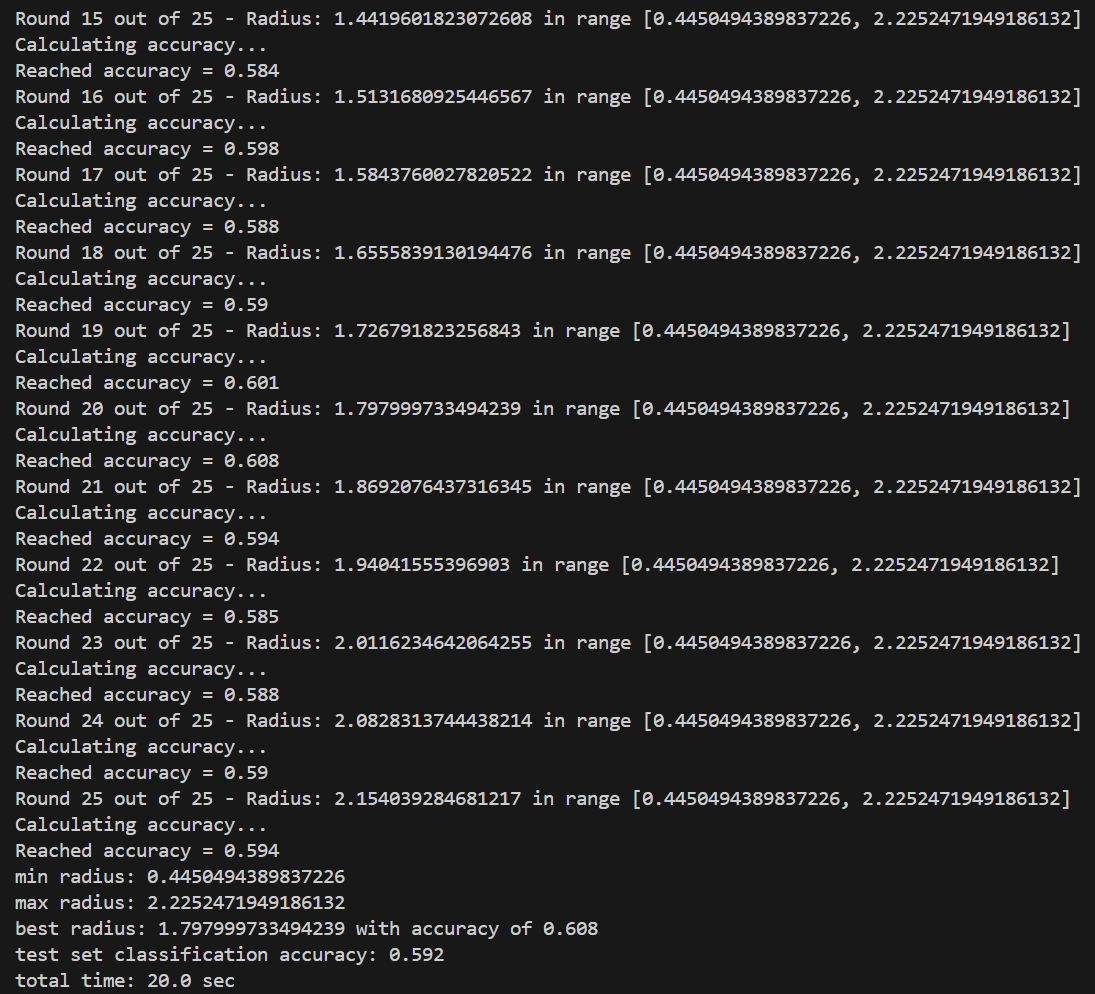 Round 15 out of 25 - Radius: 1.4419601823072608 in range [0.4450494389837226, 2.2252471949186132]
Calculating accuracy...
Reached accuracy = 0.584
Round 16 out of 25 - Radius: 1.5131680925446567 in range [0.4450494389837226, 2.2252471949186132]
Calculating accuracy...
Reached accuracy = 0.598
Round 17 out of 25 - Radius: 1.5843760027820522 in range [0.4450494389837226, 2.2252471949186132]
Calculating accuracy...
Reached accuracy = 0.588
Round 18 out of 25 - Radius: 1.6555839130194476 in range [0.4450494389837226, 2.2252471949186132]
Calculating accuracy...
Reached accuracy = 0.59
Round 19 out of 25 - Radius: 1.726791823256843 in range [0.4450494389837226, 2.2252471949186132]
Calculating accuracy...
Reached accuracy = 0.601
Round 20 out of 25 - Radius: 1.797999733494239 in range [0.4450494389837226, 2.2252471949186132]
Calculating accuracy...
Reached accuracy = 0.608
Round 21 out of 25 - Radius: 1.8692076437316345 in range [0.4450494389837226, 2.2252471949186132]
Calculating accuracy...
Reached accuracy = 0.594
Round 22 out of 25 - Radius: 1.94041555396903 in range [0.4450494389837226, 2.2252471949186132]
Calculating accuracy...
Reached accuracy = 0.585
Round 23 out of 25 - Radius: 2.0116234642064255 in range [0.4450494389837226, 2.2252471949186132]
Calculating accuracy...
Reached accuracy = 0.588
Round 24 out of 25 - Radius: 2.0828313744438214 in range [0.4450494389837226, 2.2252471949186132]
Calculating accuracy...
Reached accuracy = 0.59
Round 25 out of 25 - Radius: 2.154039284681217 in range [0.4450494389837226, 2.2252471949186132]
Calculating accuracy...
Reached accuracy = 0.594
min radius: 0.4450494389837226
max radius: 2.2252471949186132
best radius: 1.797999733494239 with accuracy of 0.608
test set classification accuracy: 0.592
total time: 20.0 sec